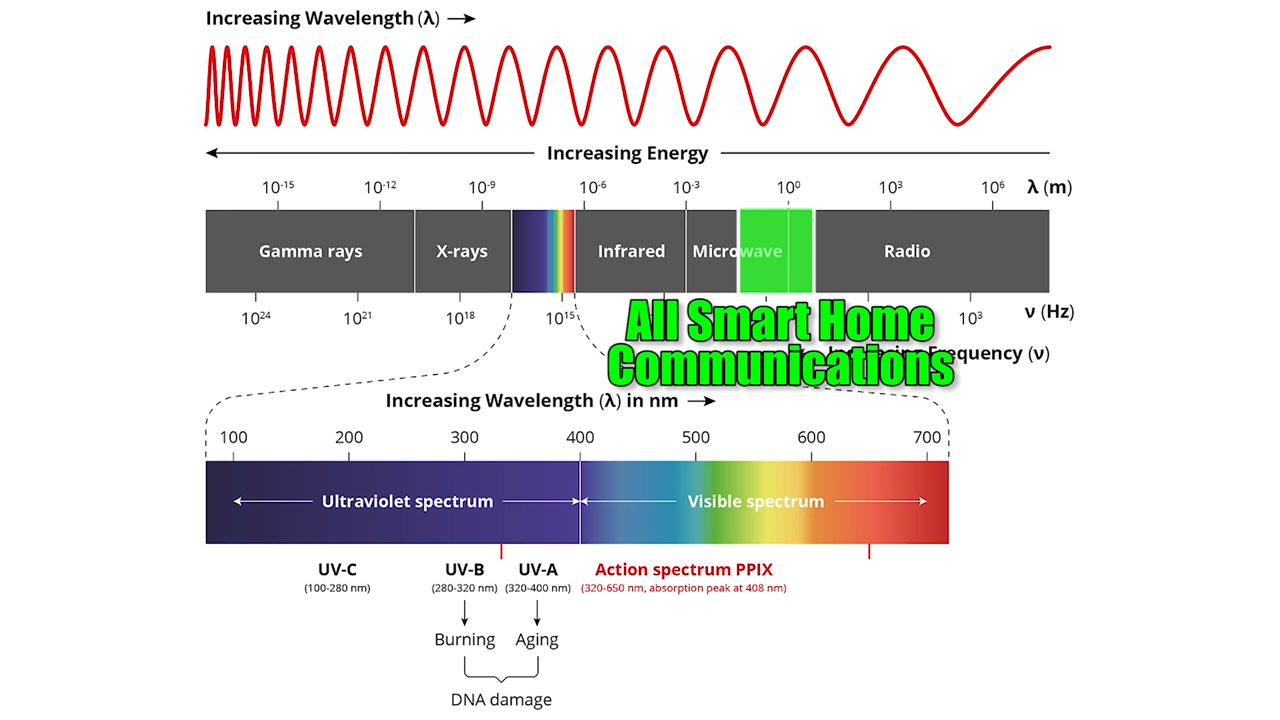 Increasing Wavelength (λ)
Increasing Energy
10⁻¹⁵ 10⁻¹² 10⁻⁹ 10⁻⁶ 10⁻³ 10⁰ 10³ 10⁶ λ (m)
Gamma rays X-rays Infrared Microwave Radio
10²⁴ 10²¹ 10¹⁸ 10¹⁵ 10³ ν (Hz)
All Smart Home
Communications
Frequency (ν)
Increasing Wavelength (λ) in nm
100 200 300 400 500 600 700
Ultraviolet spectrum Visible spectrum
UV-C UV-B UV-A Action spectrum PPIX
(100-280 nm) (280-320 nm) (320-400 nm) (320-650 nm, absorption peak at 408 nm)
Burning Aging
DNA damage